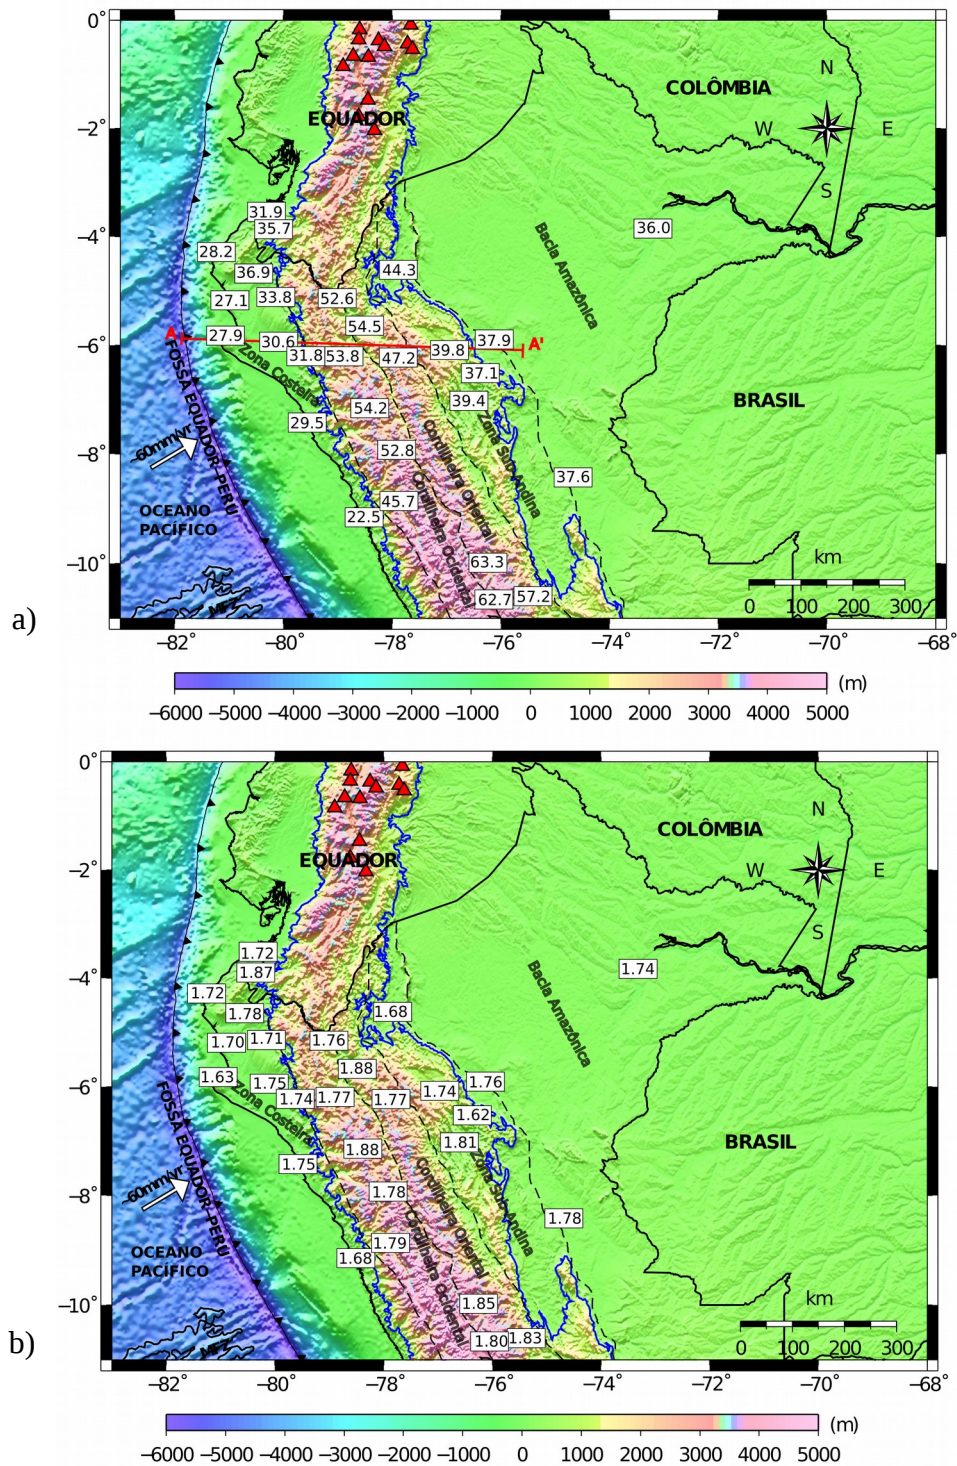 0°
COLÔMBIA
N
EQUADOR
−2°
W
E
S
31.9
35.7
−4°
36.0
28.2
36.9
44.3
27.1
33.8
52.6
Bacia Amazônica
54.5
A
27.9
30.6
37.9
A'
−6°
31.8
53.8
47.2
39.8
37.1
Zona Costeira
39.4
54.2
BRASIL
29.5
FOSSA EQUADOR-PERU
60mm/yr
52.8
Cordilheira Oriental
Zona Sub Andina
−8°
37.6
45.7
22.5
Cordilheira Ocidental
OCEANO
PACÍFICO
63.3
−10°
km
62.7
57.2
MFZ
0 100 200 300
a)
−82 −80 −78 −76 −74 −72 −70 −68°
(m)
−6000 −5000 −4000 −3000 −2000 −1000 0 1000 2000 3000 4000 5000
0°
N
COLÔMBIA
EQUADOR
−2°
W
E
S
1.72
1.87
−4°
1.74
1.72
1.78
1.68
1.70
1.71
1.76
Bacia Amazônica
1.88
1.63
1.75
1.76
−6°
1.74
1.77
1.77
1.74
1.62
Zona Costeira
1.81
1.88
BRASIL
1.75
FOSSA EQUADOR-PERU
60mm/yr
1.78
Cordilheira Oriental
Zona Sub Andina
−8°
1.78
1.79
1.68
Cordilheira Ocidental
OCEANO
PACÍFICO
1.85
−10°
km
1.80
1.83
MFZ
0 100 200 300
b)
−82 −80 −78 −76 −74 −72 −70 −68°
(m)
−6000 −5000 −4000 −3000 −2000 −1000 0 1000 2000 3000 4000 5000